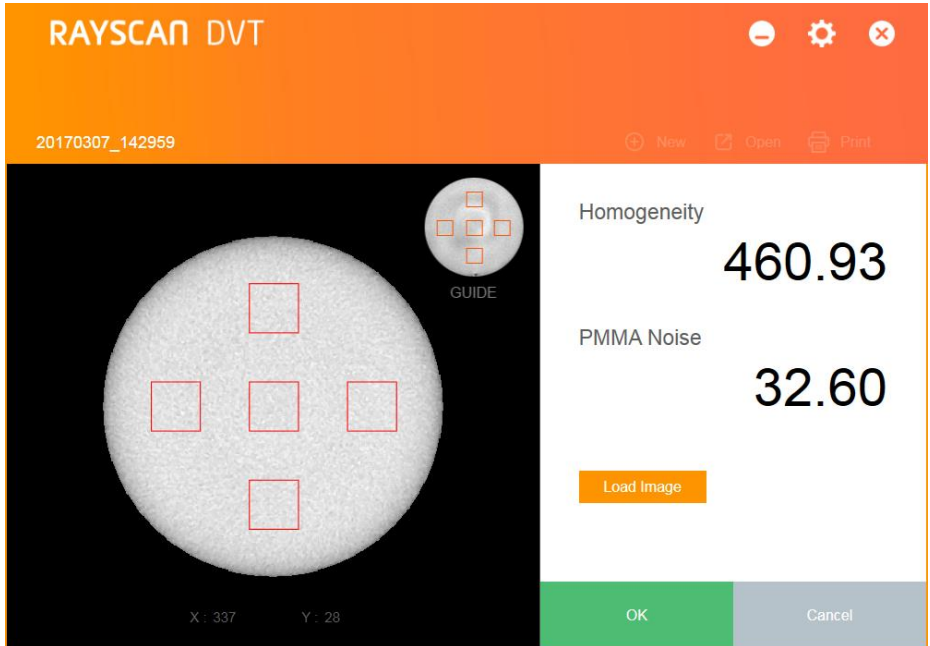 RAYSCAN DVT
20170307_142959
New Open Print
GUIDE
Homogeneity
460.93
PMMA Noise
32.60
Load Image
X : 337 Y : 28
OK Cancel